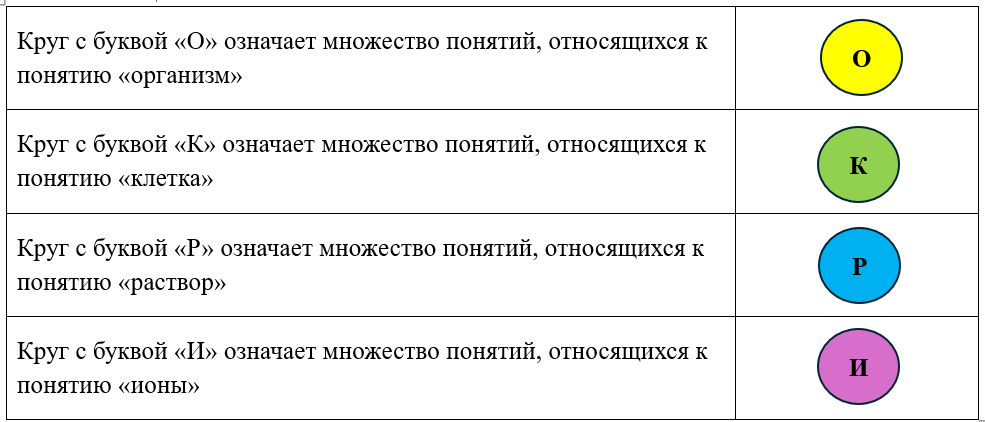 Круг с буквой «О» означает множество понятий, относящихся к
понятию «организм»
О
Круг с буквой «К» означает множество понятий, относящихся к
понятию «клетка»
К
Круг с буквой «Р» означает множество понятий, относящихся к
понятию «раствор»
Р
Круг с буквой «И» означает множество понятий, относящихся к
понятию «ионы»
И